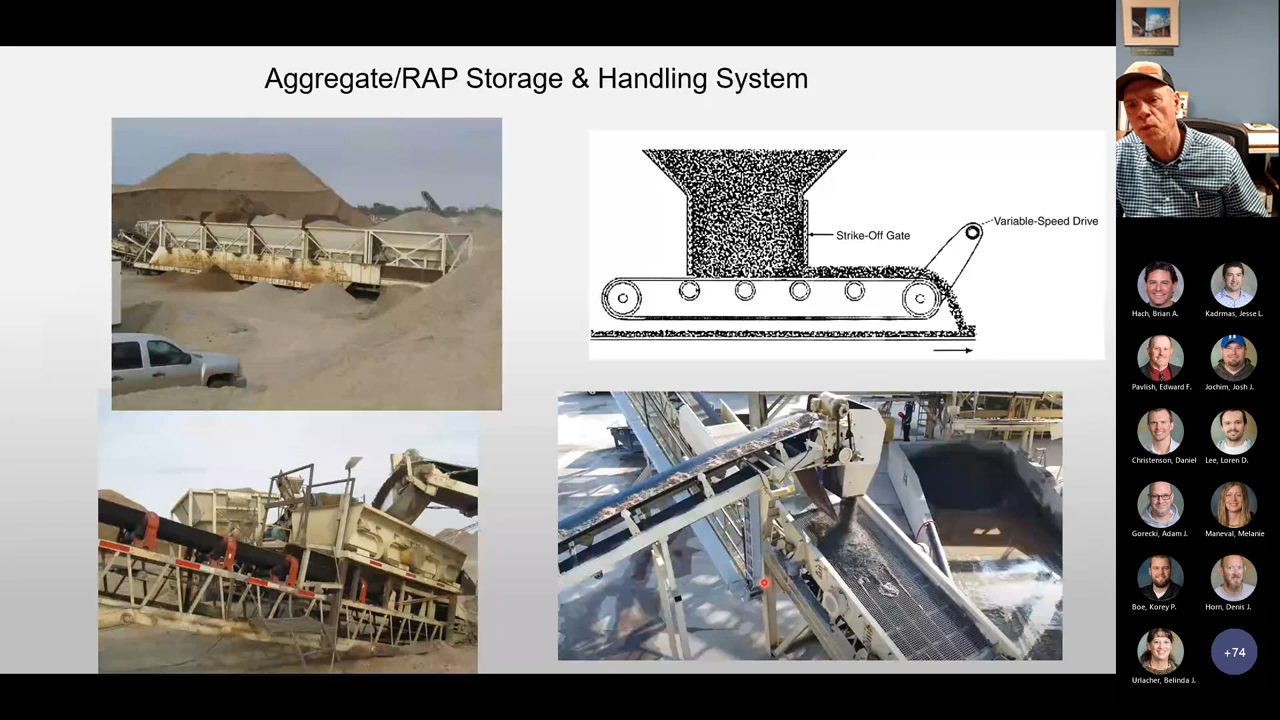 Aggregate/RAP Storage & Handling System
Variable-Speed Drive
Strike-Off Gate
Hach, Brian A.
Kadrmas, Jesse L.
Pavlish, Edward F.
Jochim, Josh J.
Christenson, Daniel
Lee, Loren D.
Gorecki, Adam J.
Maneval, Melanie
Boe, Korey P.
Horn, Denis J.
Urlacher, Belinda J.
+74